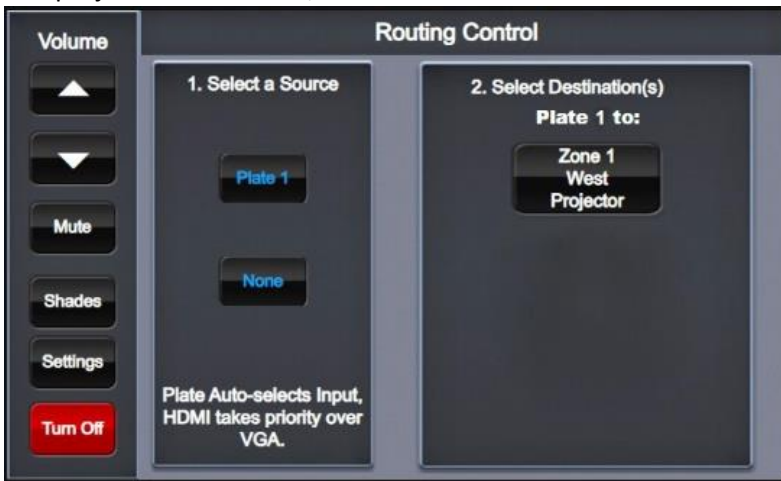 Volume
Mute
Shades
Settings
Turn Off
Routing Control
1. Select a Source
Plate 1
None
Plate Auto-selects Input,
HDMI takes priority over
VGA.
2. Select Destination(s)
Plate 1 to:
Zone 1
West
Projector